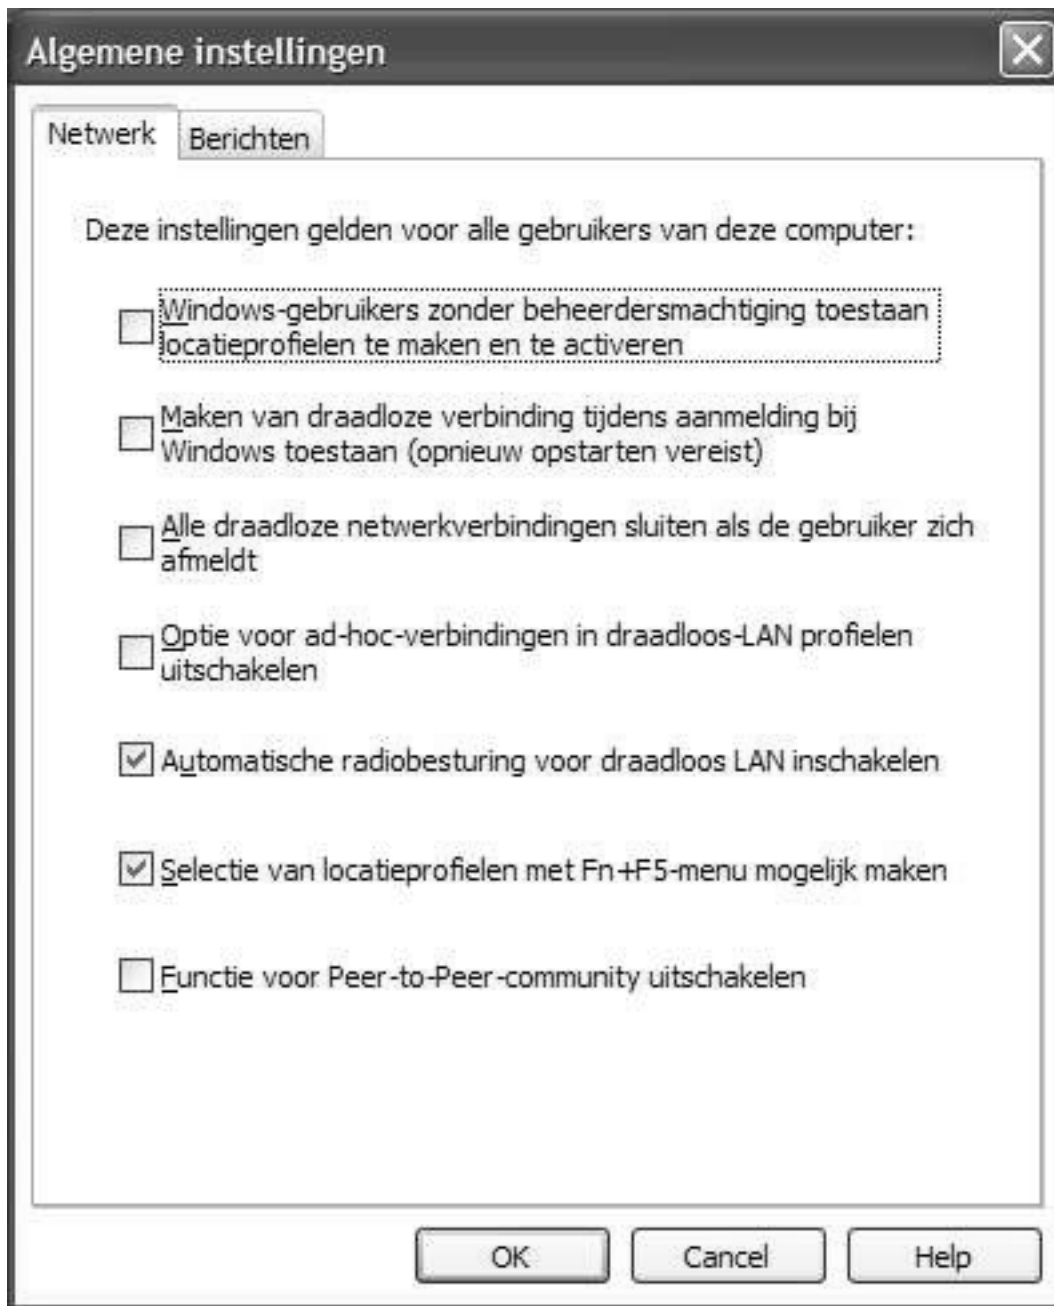 Algemene instellingen
Netwerk
Berichten
Deze instellingen gelden voor alle gebruikers van deze computer:
Windows-gebruikers zonder beheerdersmachtiging toestaan
locatieprofielen te maken en te activeren
Maken van draadloze verbinding tijdens aanmelding bij
Windows toestaan (opnieuw opstarten vereist)
Alle draadloze netwerkverbindingen sluiten als de gebruiker zich
afmeldt
Optie voor ad-hoc-verbindingen in draadloos-LAN profielen
uitschakelen
Automatische radiobesturing voor draadloos LAN inschakelen
Selectie van locatieprofielen met Fn+F5-menu mogelijk maken
Functie voor Peer-to-Peer-community uitschakelen
OK
Cancel
Help